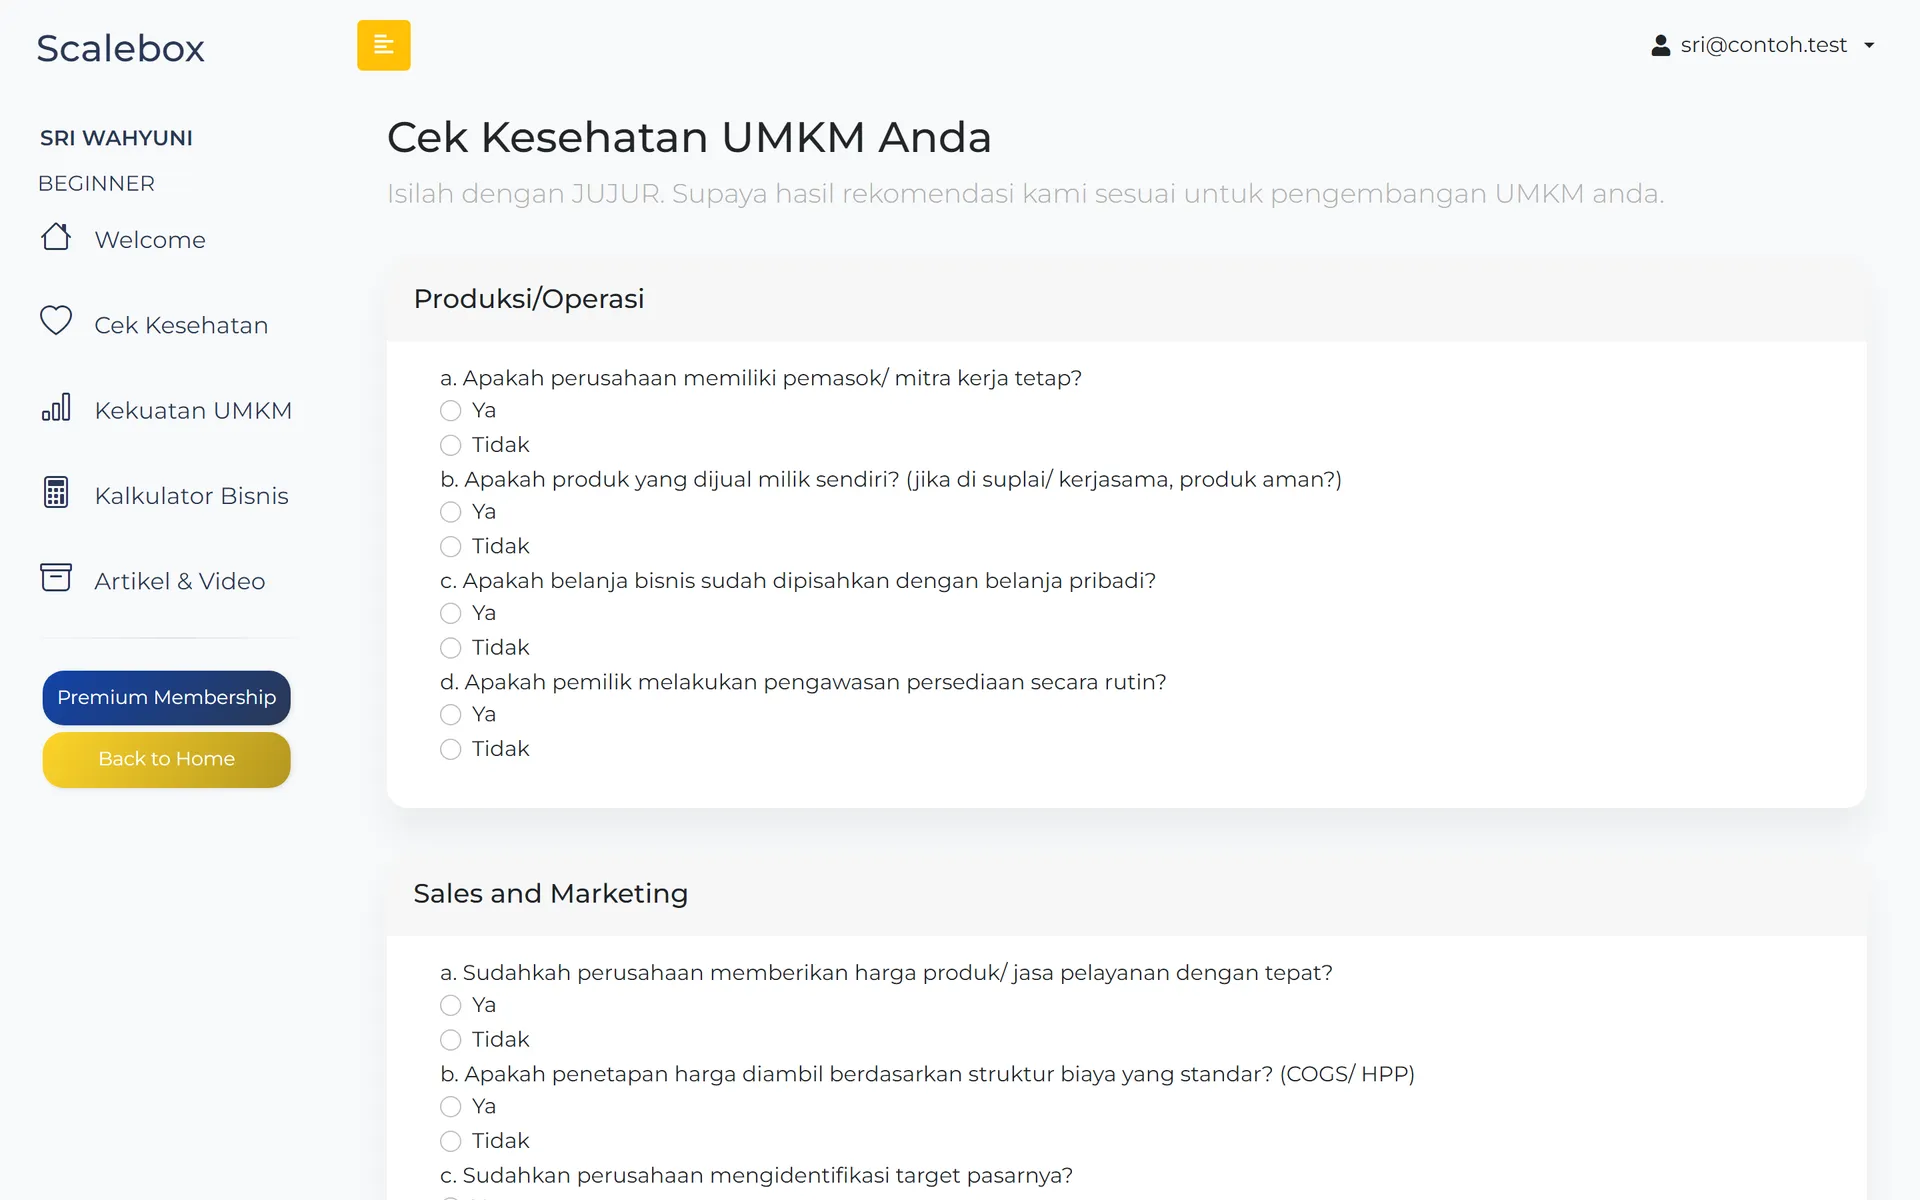 Scalebox
sri@contoh.test
SRI WAHYUNI
BEGINNER
Welcome
Cek Kesehatan
Kekuatan UMKM
Kalkulator Bisnis
Artikel & Video
Premium Membership
Back to Home
Cek Kesehatan UMKM Anda
Isilah dengan JUJUR. Supaya hasil rekomendasi kami sesuai untuk pengembangan UMKM anda.
Produksi/Operasi
a. Apakah perusahaan memiliki pemasok/ mitra kerja tetap?
Ya
Tidak
b. Apakah produk yang dijual milik sendiri? (jika di suplai/ kerjasama, produk aman?)
Ya
Tidak
c. Apakah belanja bisnis sudah dipisahkan dengan belanja pribadi?
Ya
Tidak
d. Apakah pemilik melakukan pengawasan persediaan secara rutin?
Ya
Tidak
Sales and Marketing
a. Sudahkah perusahaan memberikan harga produk/ jasa pelayanan dengan tepat?
Ya
Tidak
b. Apakah penetapan harga diambil berdasarkan struktur biaya yang standar? (COGS/ HPP)
Ya
Tidak
c. Sudahkan perusahaan mengidentifikasi target pasarnya?